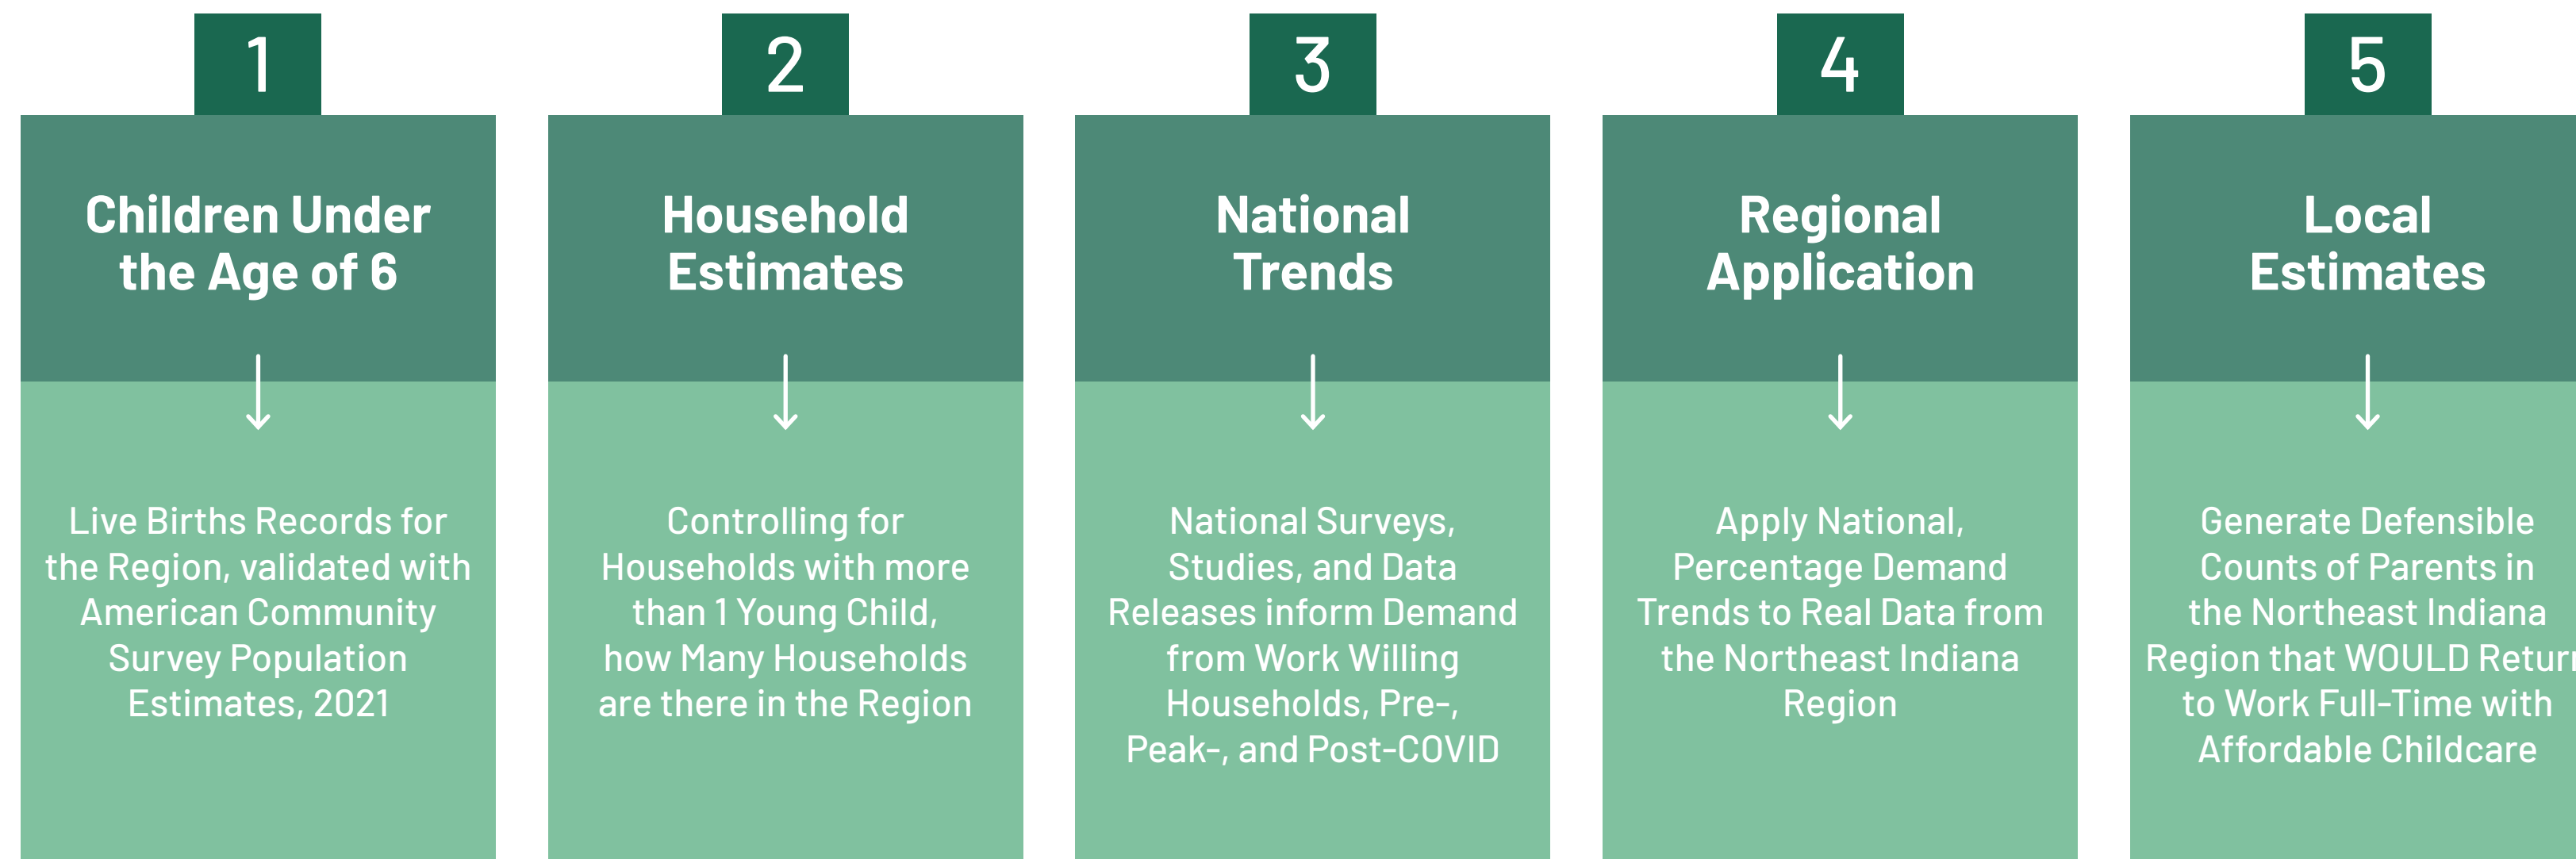 1
Children Under
the Age of 6
Live Births Records for
the Region, validated with
American Community
Survey Population
Estimates, 2021
2
Household
Estimates
Controlling for
Households with more
than 1 Young Child,
how Many Households
are there in the Region
3
National
Trends
National Surveys,
Studies, and Data
Releases inform Demand
from Work Willing
Households, Pre-,
Peak-, and Post-COVID
4
Regional
Application
Apply National,
Percentage Demand
Trends to Real Data from
the Northeast Indiana
Region
5
Local
Estimates
Generate Defensible
Counts of Parents in
the Northeast Indiana
Region that WOULD Return
to Work Full-Time with
Affordable Childcare